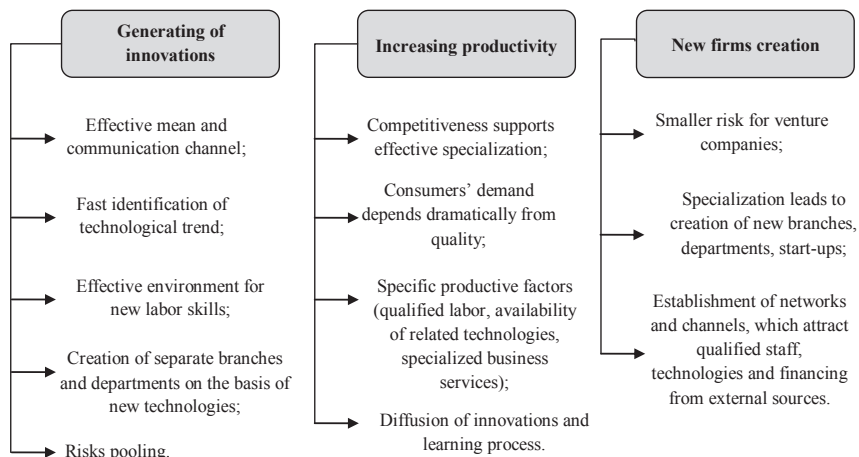 Generating of
innovations
Effective mean and
communication channel;
Fast identification of
technological trend;
Effective environment for
new labor skills;
Creation of separate branches
and departments on the basis of
new technologies;
Risks pooling.
Increasing productivity
Competitiveness supports
effective specialization;
Consumers’ demand
depends dramatically from
quality;
Specific productive factors
(qualified labor, availability
of related technologies,
specialized business
services);
Diffusion of innovations and
learning process.
New firms creation
Smaller risk for venture
companies;
Specialization leads to
creation of new branches,
departments, start-ups;
Establishment of networks
and channels, which attract
qualified staff,
technologies and financing
from external sources.